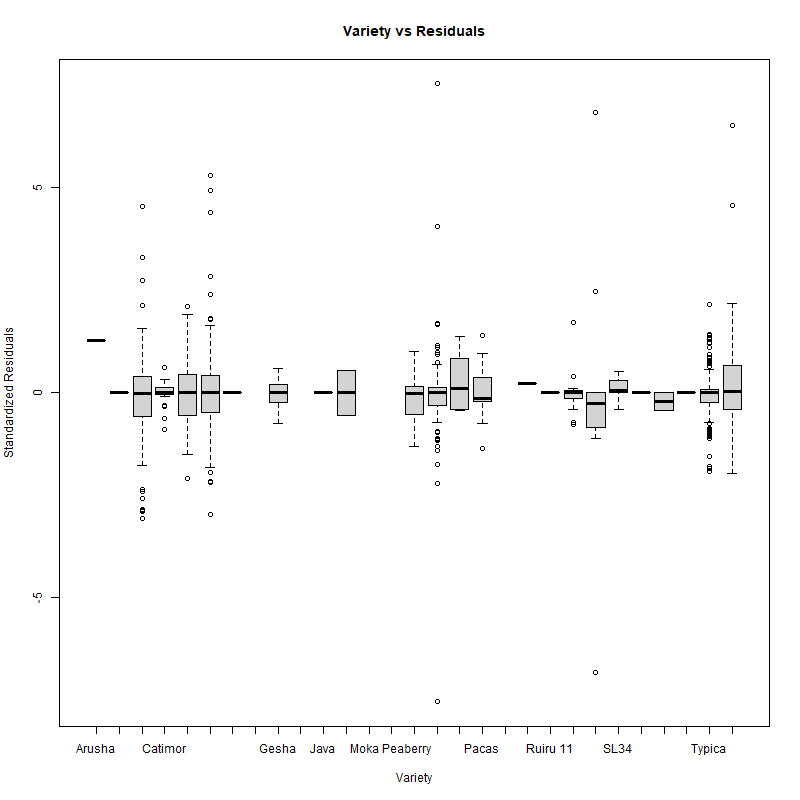 Variety vs Residuals
Standardized Residuals
5
0
-5
Arusha Catimor Gesha Java Moka Peaberry Pacas Ruiru 11 SL34 Typica
Variety